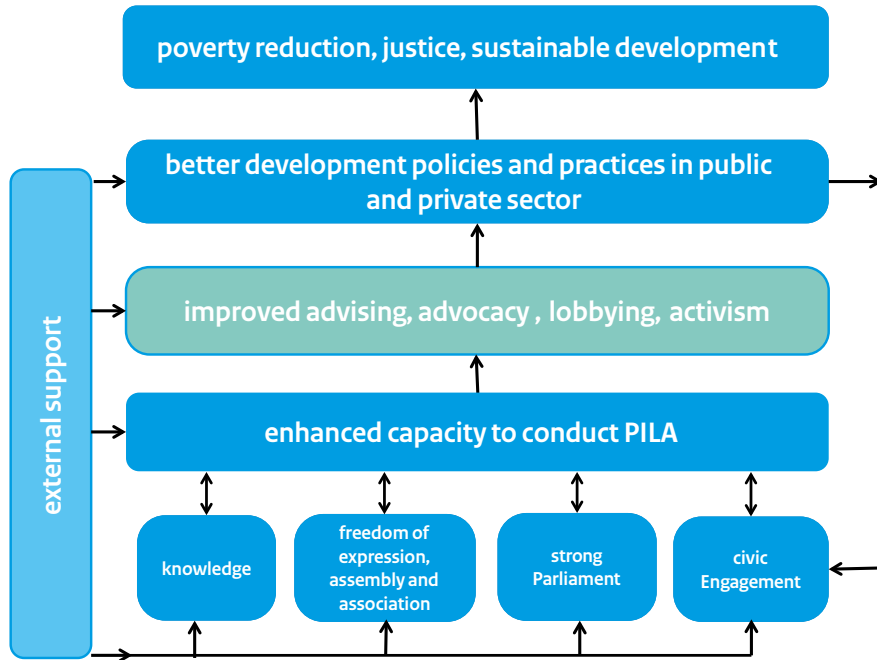 poverty reduction, justice, sustainable development
better development policies and practices in public
and private sector
improved advising, advocacy , lobbying, activism
external support
enhanced capacity to conduct PILA
knowledge
freedom of
expression,
assembly and
association
strong
Parliament
civic
Engagement